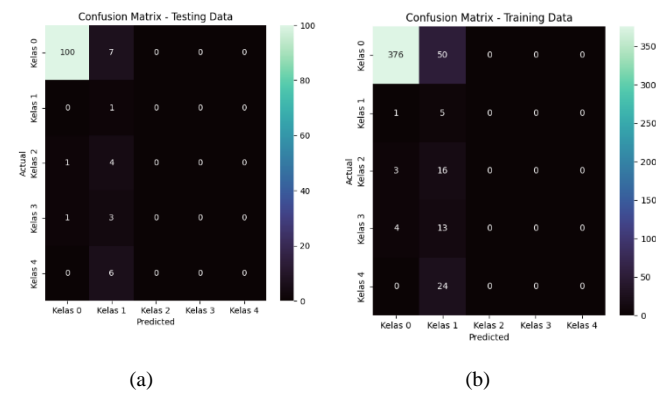 Confusion Matrix - Testing Data
Kelas 0 100 7 0 0 0
Kelas 1 0 1 0 0 0
Kelas 2 1 4 0 0 0
Kelas 3 1 3 0 0 0
Kelas 4 0 6 0 0 0
Kelas 0 Kelas 1 Kelas 2 Kelas 3 Kelas 4
Predicted
Actual
100
80
60
40
20
0
(a)
Confusion Matrix - Training Data
Kelas 0 376 50 0 0 0
Kelas 1 1 5 0 0 0
Kelas 2 3 16 0 0 0
Kelas 3 4 13 0 0 0
Kelas 4 0 24 0 0 0
Kelas 0 Kelas 1 Kelas 2 Kelas 3 Kelas 4
Predicted
Actual
350
300
250
200
150
100
50
0
(b)